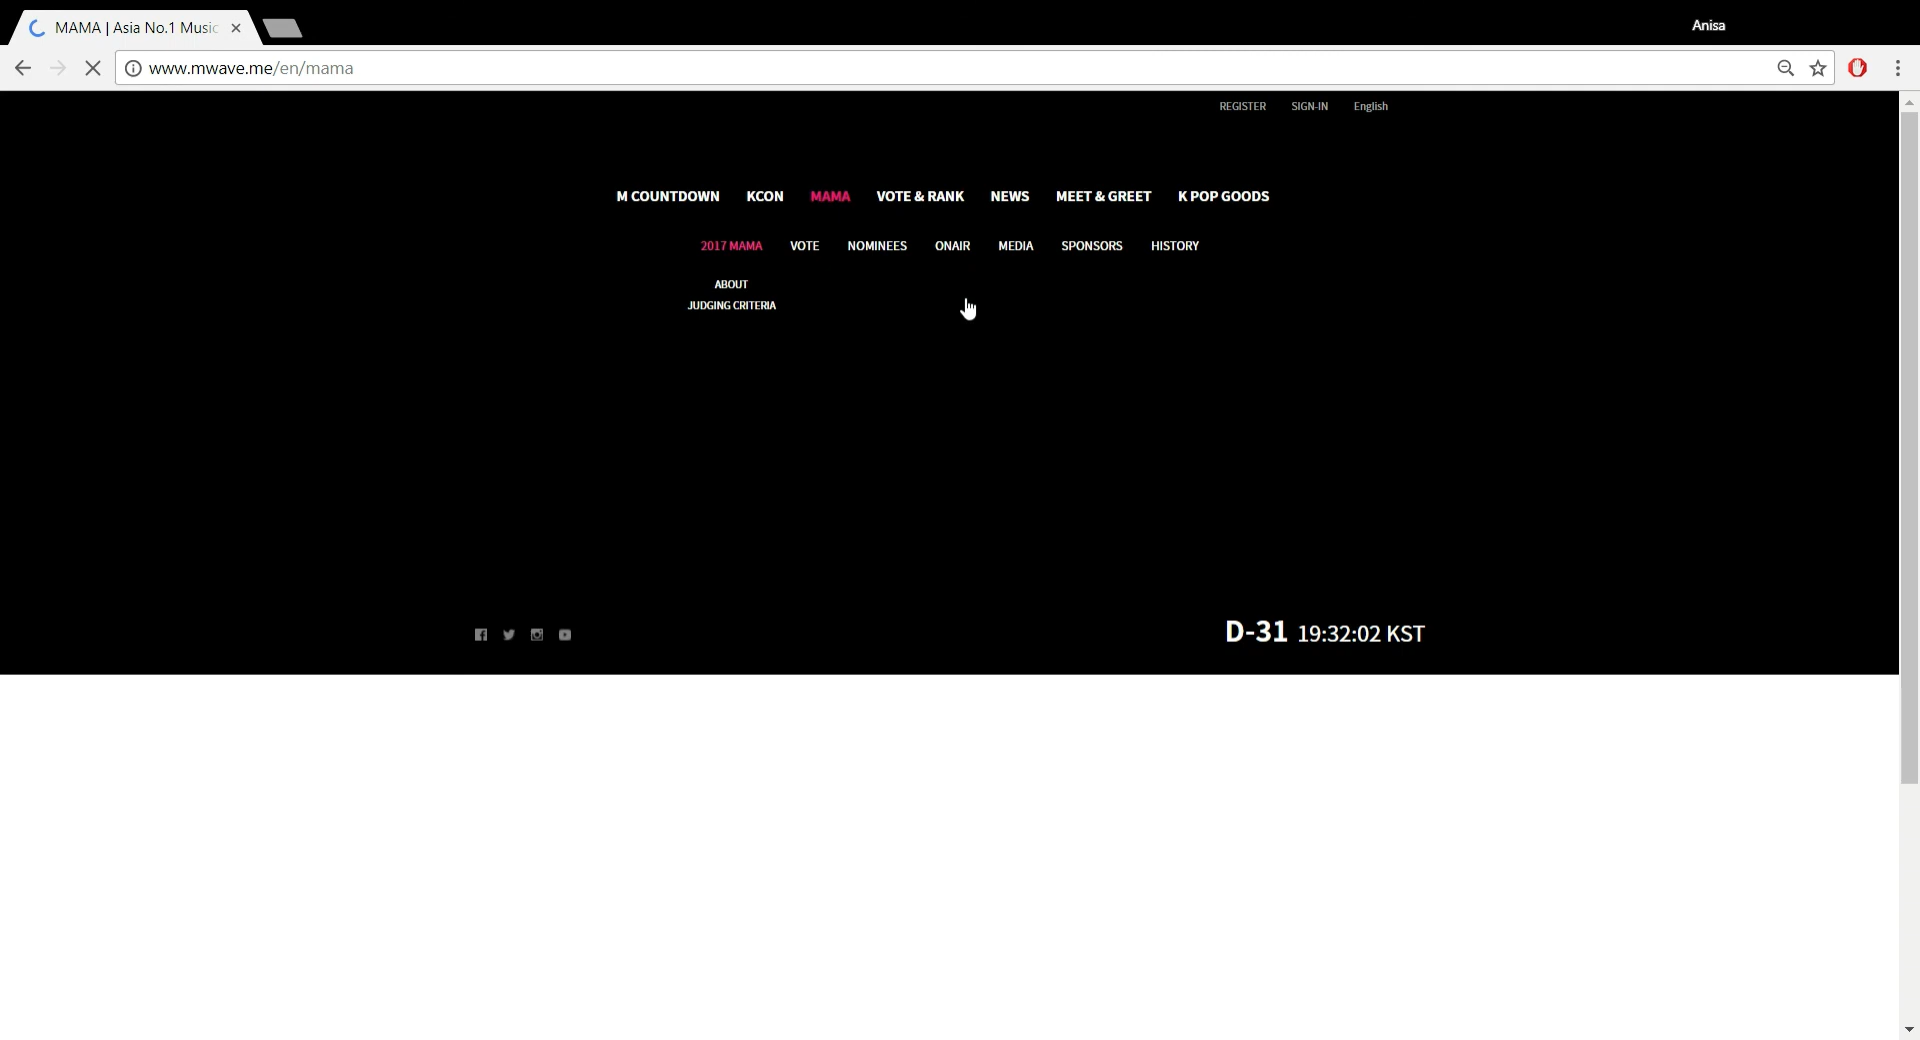 MAMA | Asia No.1 Music
Anisa
www.mwave.me/en/mama
REGISTER SIGN-IN English
M COUNTDOWN KCON MAMA VOTE & RANK NEWS MEET & GREET K POP GOODS
2017 MAMA VOTE NOMINEES ONAIR MEDIA SPONSORS HISTORY
ABOUT
JUDGING CRITERIA
D-31 19:32:02 KST